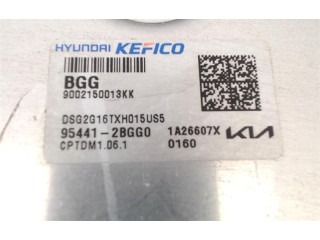 HYUNDAI KEFICO
BGG
9002150013KK
DSG2G16TXH015US5
95441-2BGG0 1A26607X KIA
CPTDM1.06.1 0160